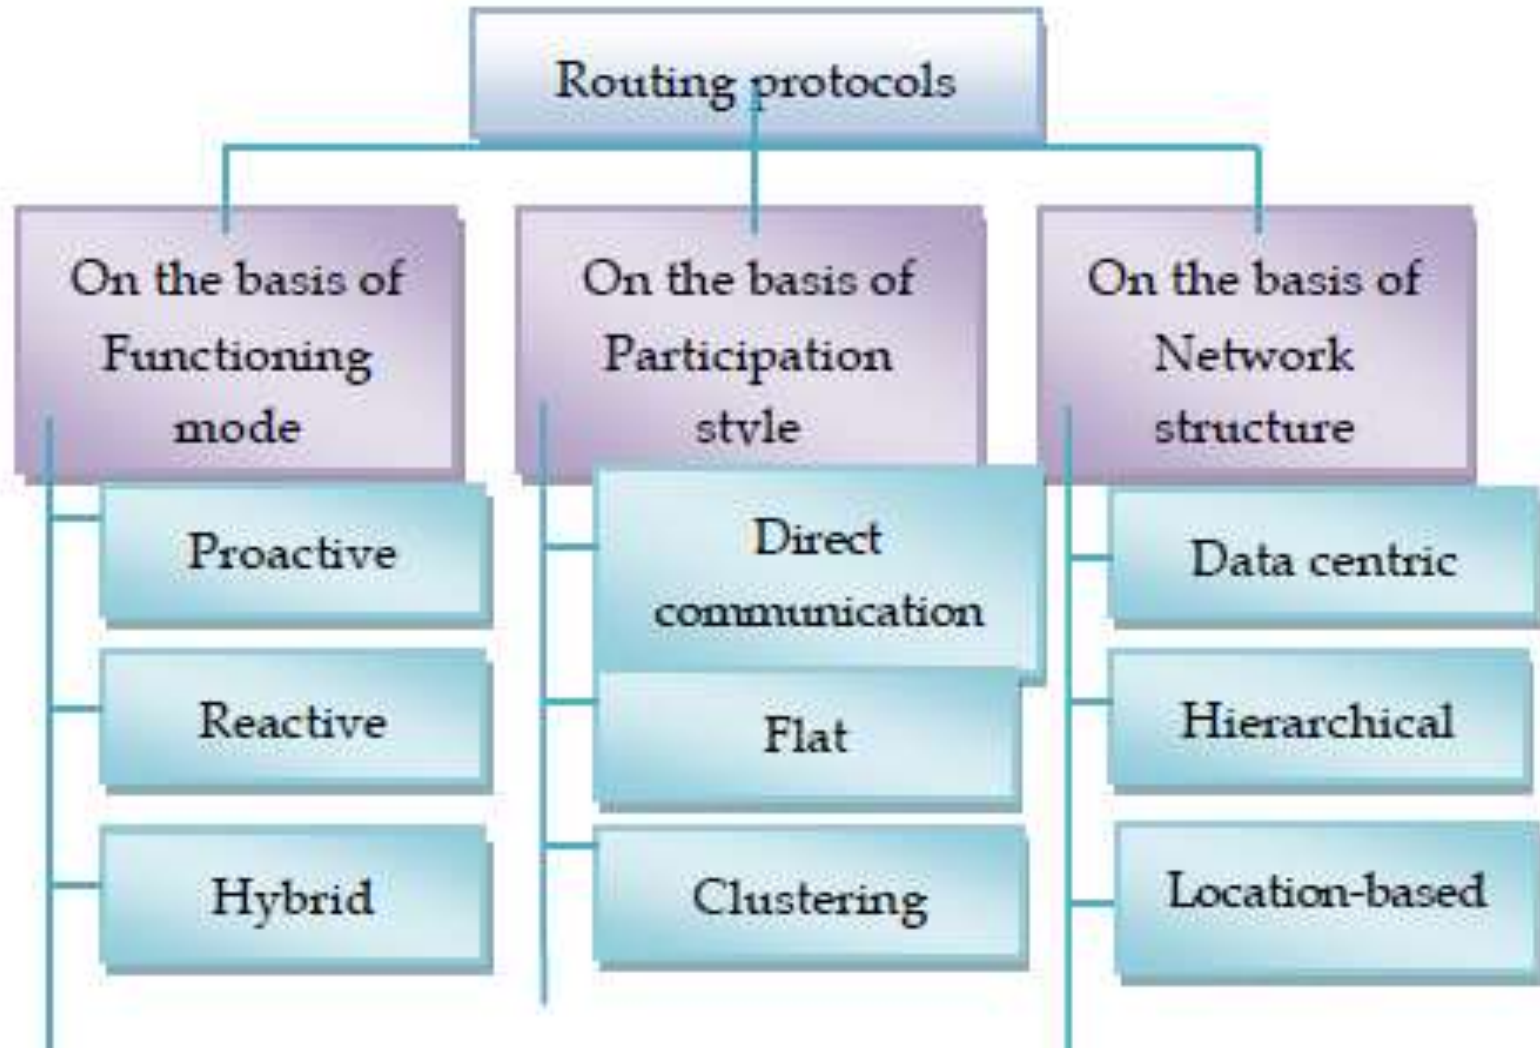 Routing protocols
On the basis of
Functioning
mode
Proactive
Reactive
Hybrid
On the basis of
Participation
style
Direct
communication
Flat
Clustering
On the basis of
Network
structure
Data centric
Hierarchical
Location-based